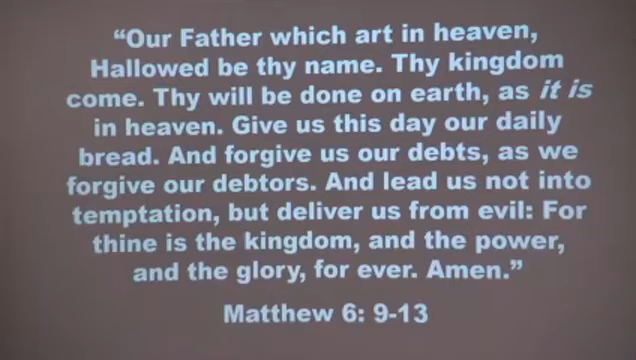 “Our Father which art in heaven,
Hallowed be thy name. Thy kingdom
come. Thy will be done on earth, as it is
in heaven. Give us this day our daily
bread. And forgive us our debts, as we
forgive our debtors. And lead us not into
temptation, but deliver us from evil: For
thine is the kingdom, and the power,
and the glory, for ever. Amen.”
Matthew 6: 9-13